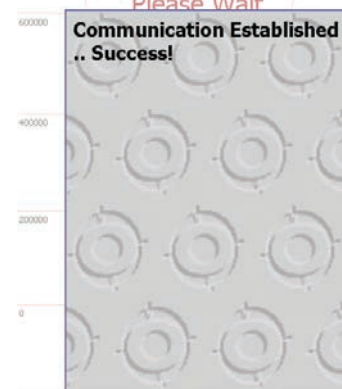 Please Wait
600000
Communication Established
.. Success!
400000
200000
0